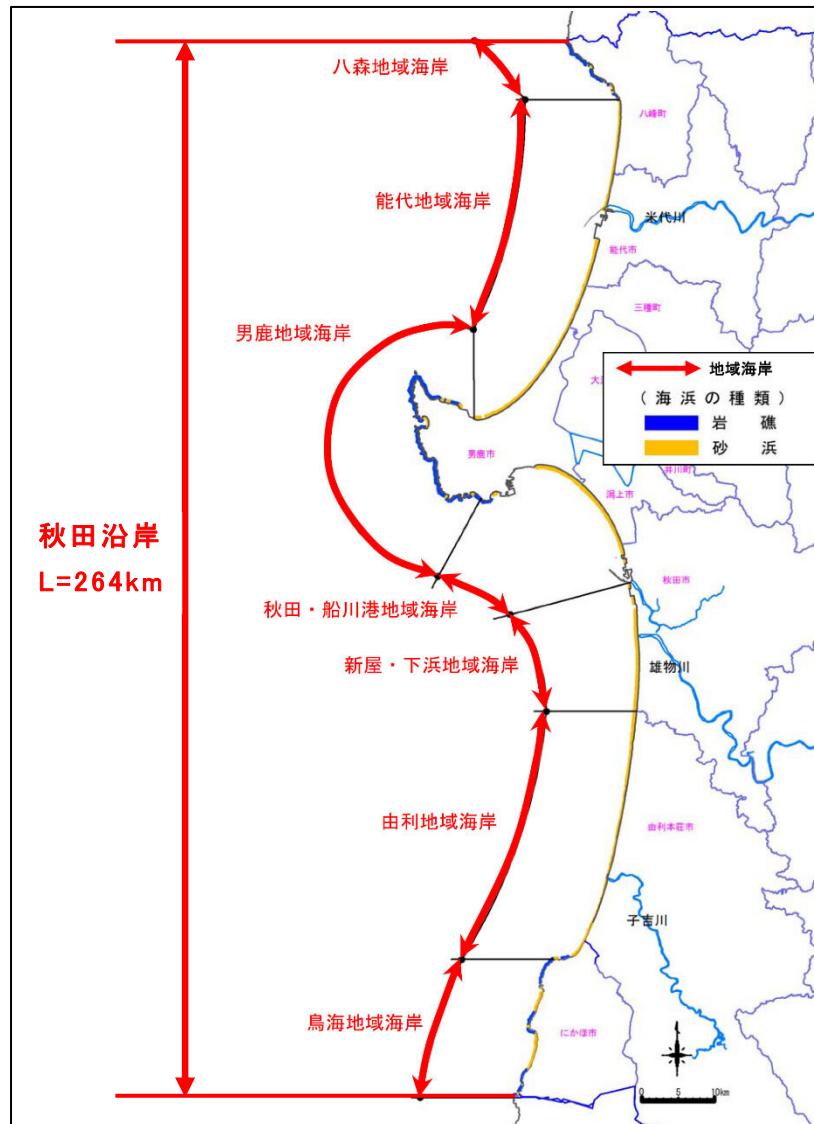 八森地域海岸
八峰町
能代地域海岸
米代川
能代市
三種町
男鹿地域海岸
地域海岸
(海浜の種類)
岩 礁
砂 浜
大
男鹿市
井川町
潟上市
秋田沿岸
L=264km
秋田市
秋田・船川港地域海岸
新屋・下浜地域海岸
雄物川
由利地域海岸
由利本荘市
子吉川
鳥海地域海岸
にかほ市
0 5 10km